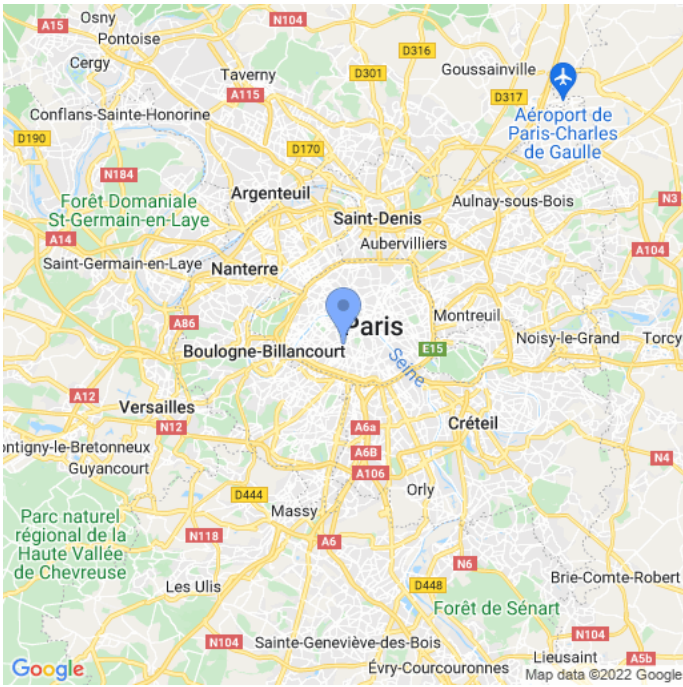 Osny
N104
A15
Pontoise
Cergy
D316
D301
Goussainville
Taverny
A115
D317
Aéroport de
Paris-Charles
de Gaulle
Conflans-Sainte-Honorine
D190
D170
N184
Argenteuil
Forêt Domaniale
St-Germain-en-Laye
Aulnay-sous-Bois
N3
Saint-Denis
A14
Aubervilliers
A104
Saint-Germain-en-Laye
Nanterre
A86
Montreuil
Paris
Noisy-le-Grand
Torcy
Boulogne-Billancourt
E15
Seine
A12
Versailles
N12
Créteil
A6a
ontigny-le-Bretonneux
A6B
N4
Guyancourt
A106
Orly
D444
Massy
Parc naturel
régional de la
Haute Vallée
de Chevreuse
N118
A6
N6
Les Ulis
D448
Brie-Comte-Robert
Forêt de Sénart
N104
Sainte-Geneviève-des-Bois
N104
Lieusaint
A5b
Google
Évry-Courcouronnes
Map data ©2022 Google